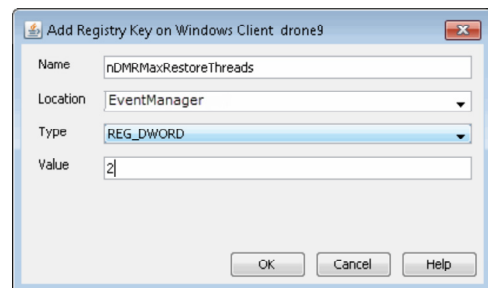 Add Registry Key on Windows Client drone9
Name nDMRMaxRestoreThreads
Location EventManager
Type REG_DWORD
Value 2
OK Cancel Help